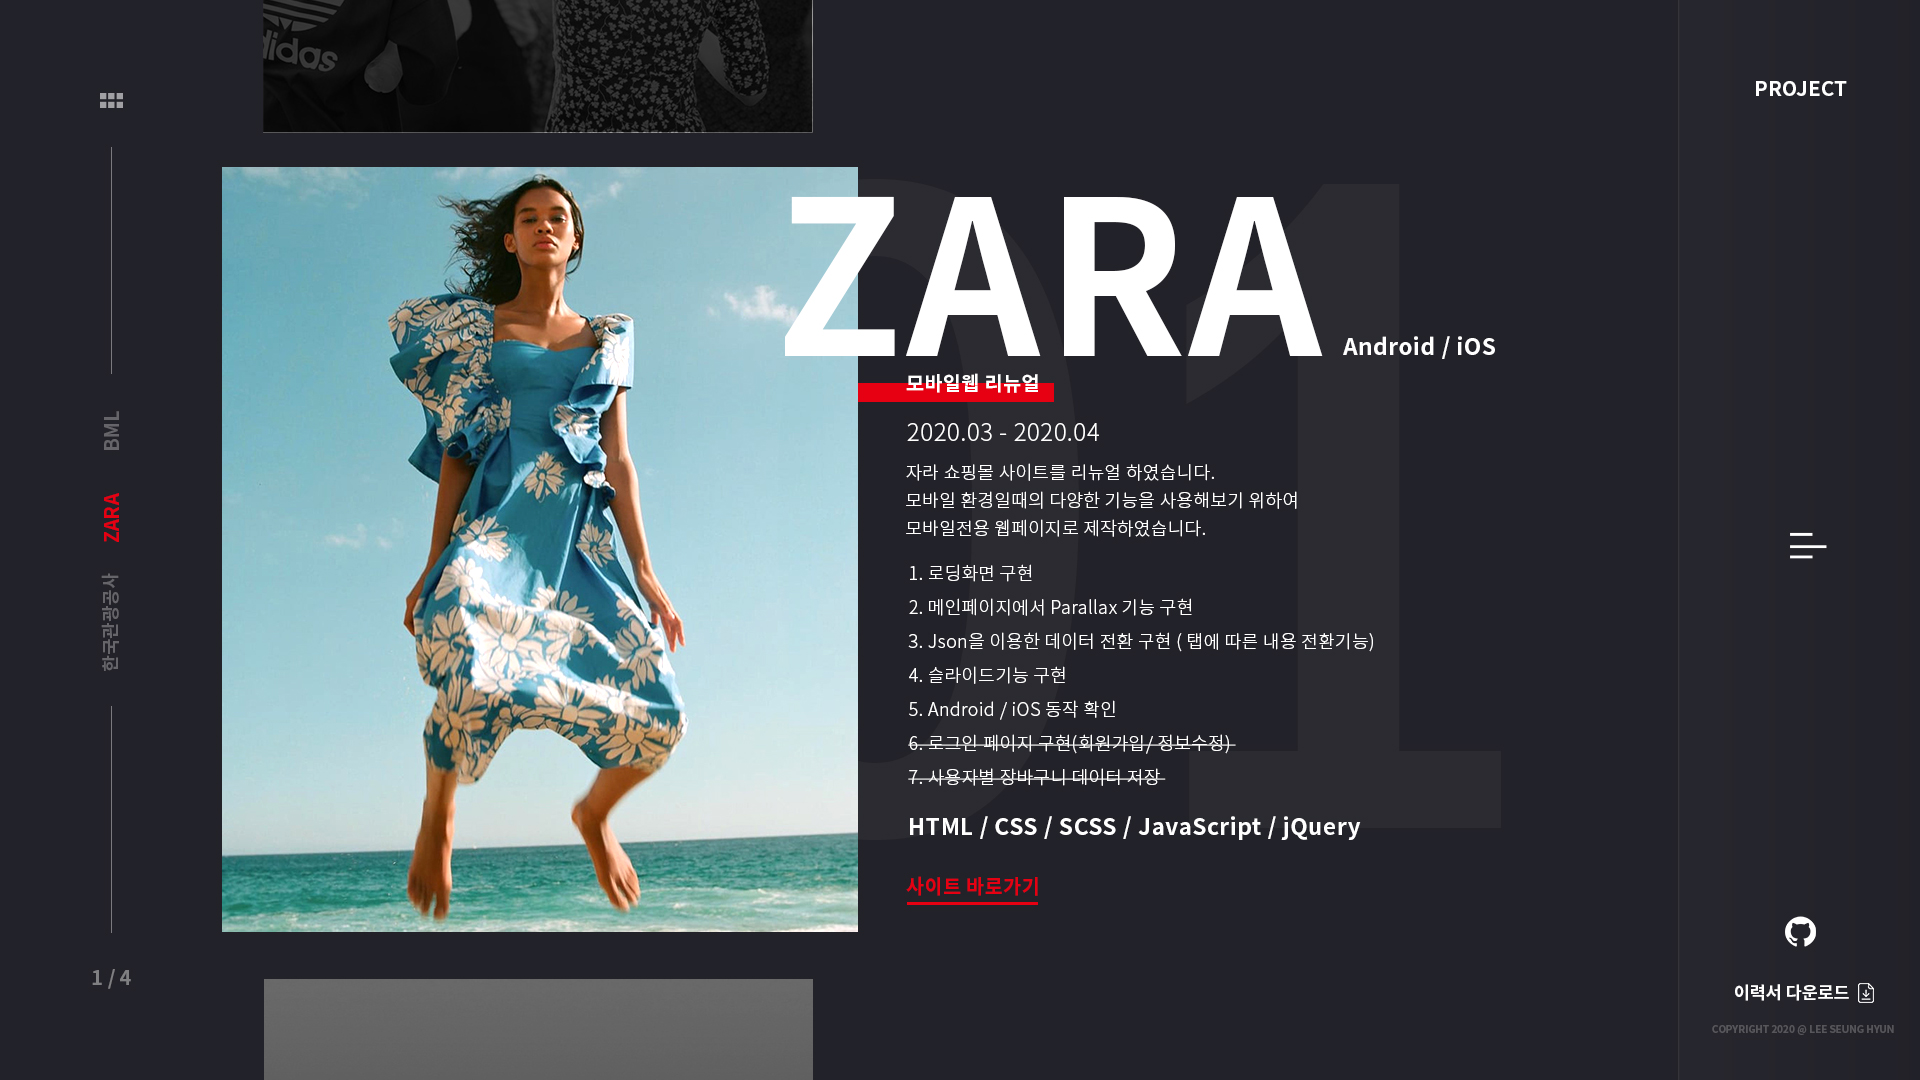 didas
PROJECT
01
ZARA
Android / iOS
모바일웹 리뉴얼
2020.03 - 2020.04
자라 쇼핑몰 사이트를 리뉴얼 하였습니다.
모바일 환경일때의 다양한 기능을 사용해보기 위하여
모바일전용 웹페이지로 제작하였습니다.
1. 로딩화면 구현
2. 메인페이지에서 Parallax 기능 구현
3. Json을 이용한 데이터 전환 구현 ( 탭에 따른 내용 전환기능)
4. 슬라이드기능 구현
5. Android / iOS 동작 확인
6. 로그인 페이지 구현(회원가입/ 정보수정)
7. 사용자별 장바구니 데이터 저장
HTML / CSS / SCSS / JavaScript / jQuery
사이트 바로가기
BML
ZARA
한국관광공사
1 / 4
이력서 다운로드
COPYRIGHT 2020 @ LEE SEUNG HYUN